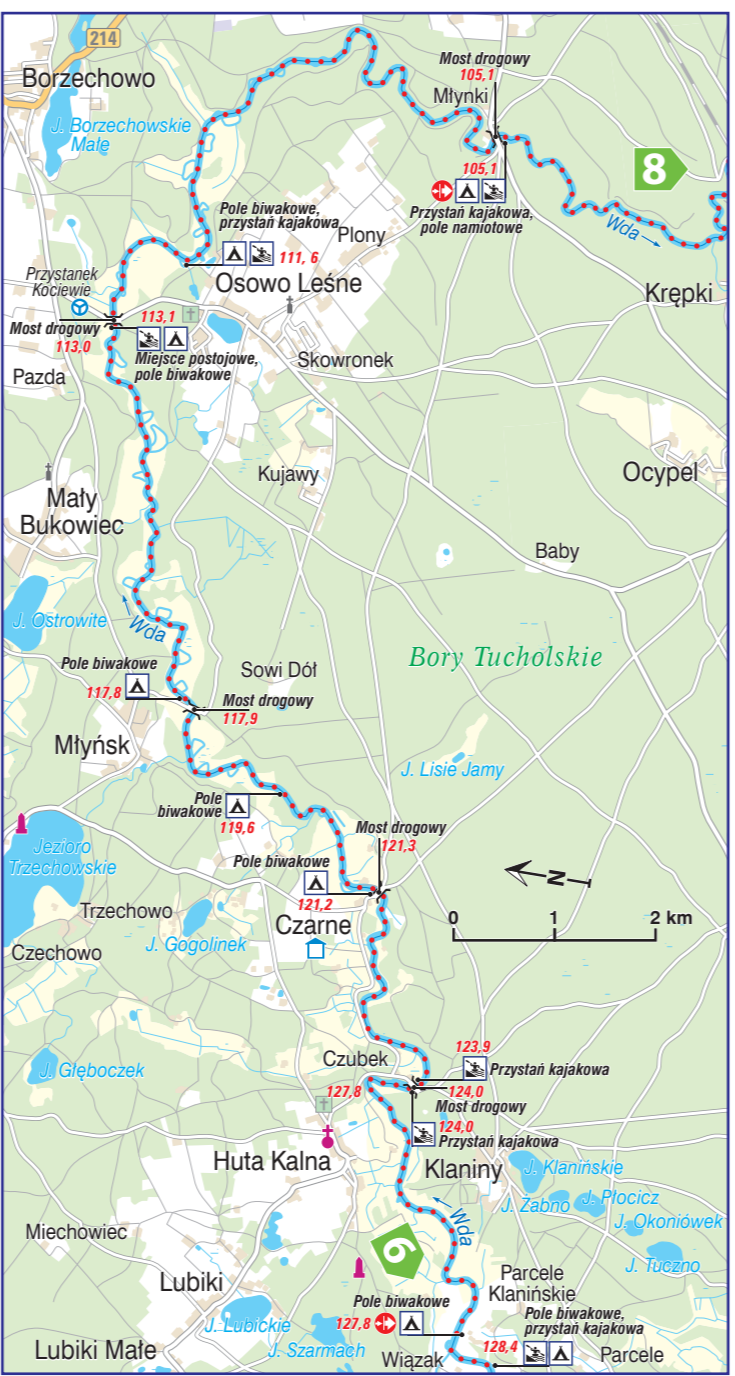 214
Borzechowo
J. Borzechowskie
Małe
Most drogowy
105,1
Młynki
8
105,1
Przystań kajakowa,
pole namiotowe
Wda
Pole biwakowe,
przystań kajakowa
Plony
111, 6
Osowo Leśne
Krępki
Przystanek
Kociewie
113,1
Most drogowy
113,0
Miejsce postojowe,
pole biwakowe
Skowronek
Pazda
Kujawy
Ocypel
Mały
Bukowiec
Baby
J. Ostrowite
Wda
Bory Tucholskie
Pole biwakowe
117,8
Sowi Dół
Most drogowy
117,9
Młyńsk
J. Lisie Jamy
Pole
biwakowe
119,6
Most drogowy
121,3
Jezioro
Trzechowskie
Pole biwakowe
121,2
N
0 1 2 km
Trzechowo
Czarne
J. Gogolinek
Czechowo
J. Głęboczek
Czubek
123,9
Przystań kajakowa
127,8
124,0
Most drogowy
124,0
Przystań kajakowa
Huta Kalna
Klaniny
J. Klanińskie
J. Żabno
J. Płocicz
J. Okoniówek
J. Tuczno
Wda
Miechowiec
6
Lubiki
Parcele
Klanińskie
Pole biwakowe
127,8
Pole biwakowe,
przystań kajakowa
J. Lubickie
J. Szarmach
128,4
Lubiki Małe
Wiązak
Parcele